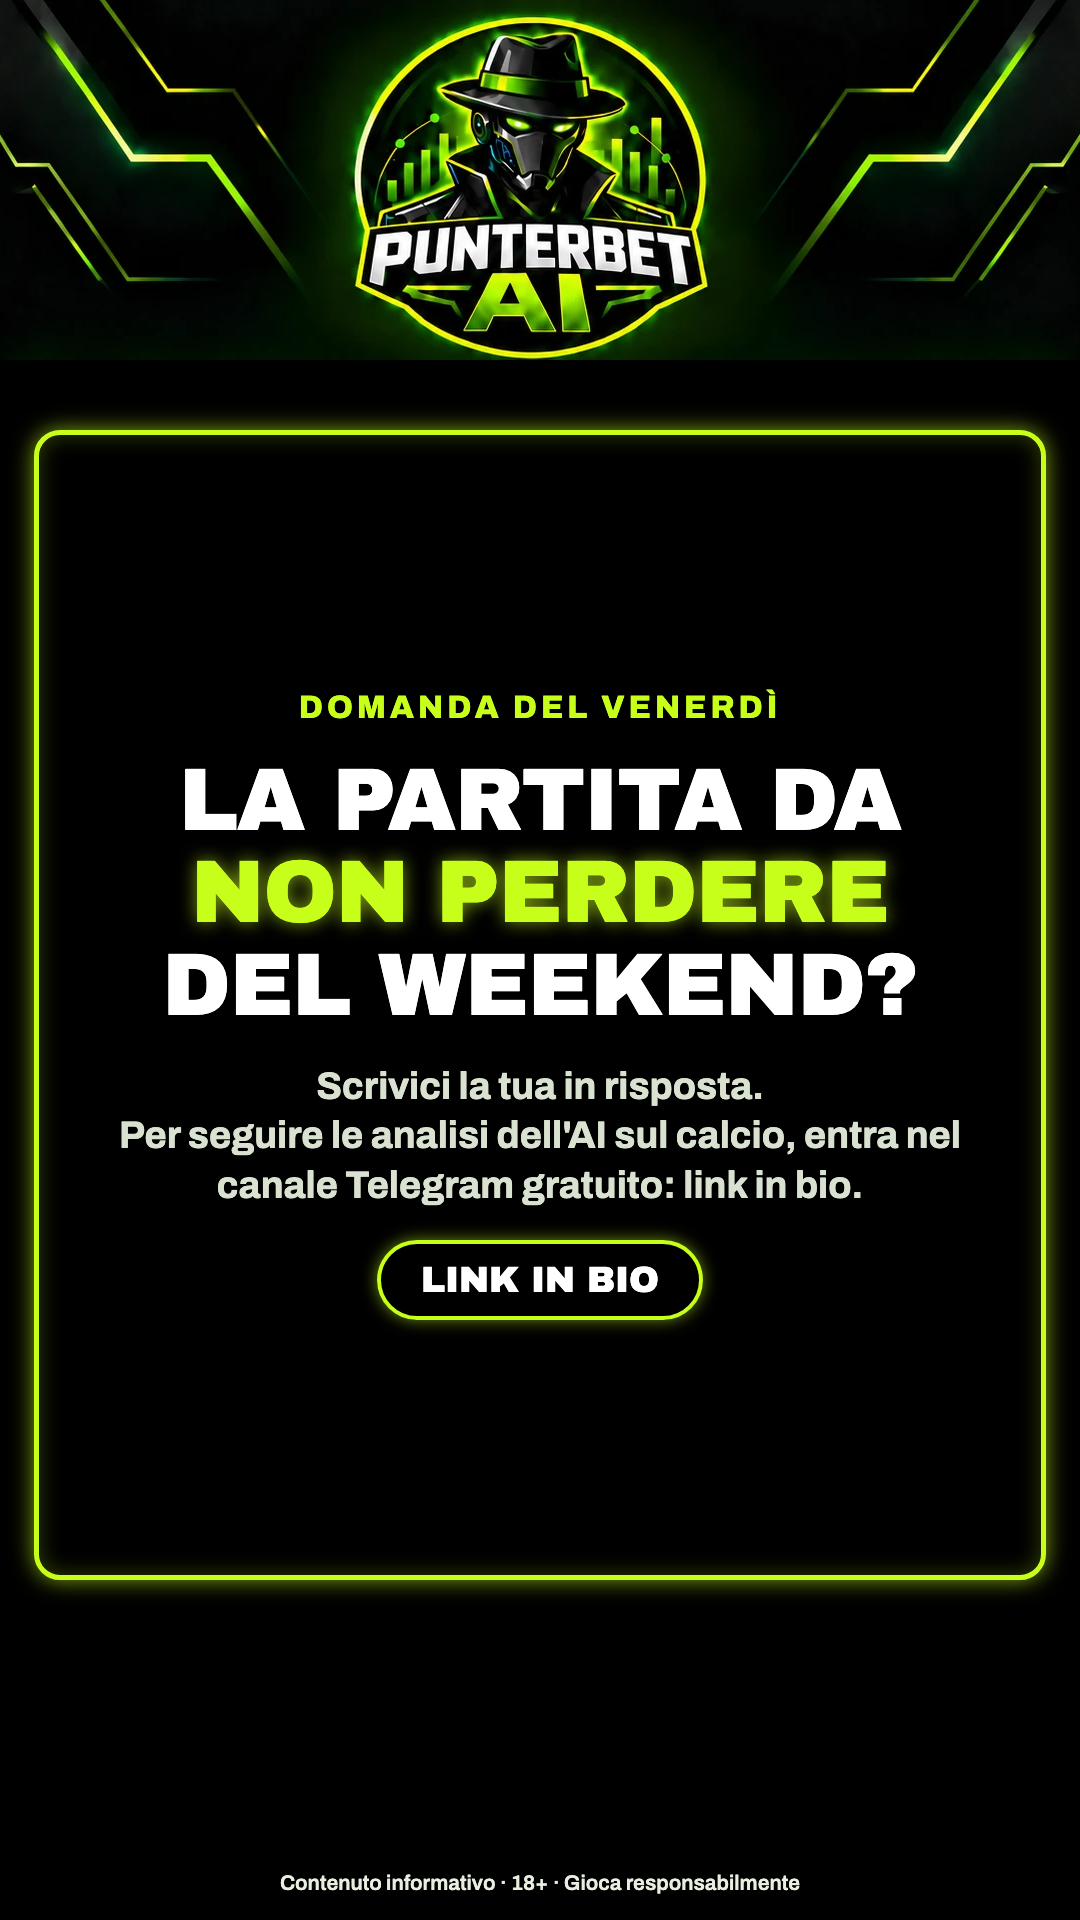 PUNTERBET
AI
DOMANDA DEL VENERDÌ
LA PARTITA DA
NON PERDERE
DEL WEEKEND?
Scrivici la tua in risposta.
Per seguire le analisi dell'AI sul calcio, entra nel
canale Telegram gratuito: link in bio.
LINK IN BIO
Contenuto informativo · 18+ · Gioca responsabilmente